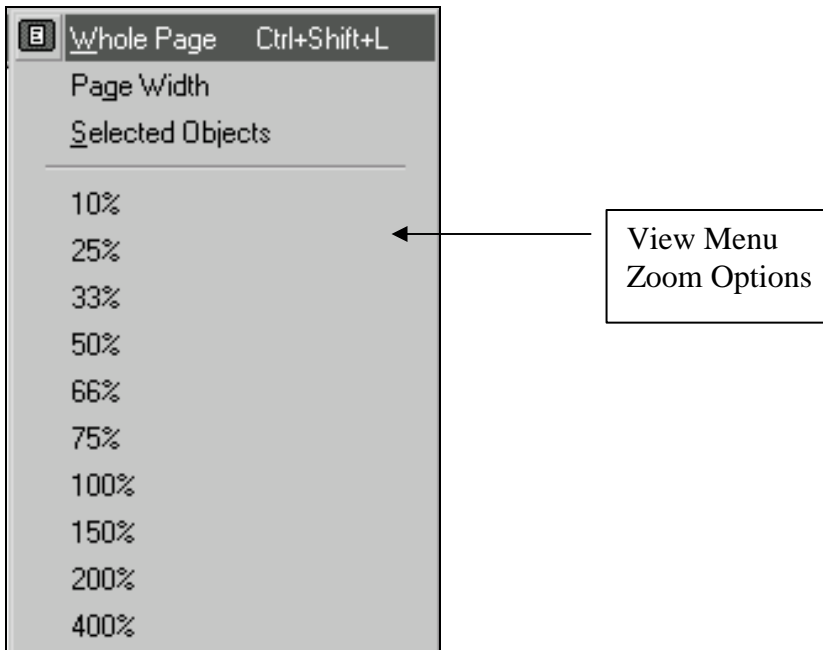 Whole Page Ctrl+Shift+L
Page Width
Selected Objects
10%
25%
33%
50%
66%
75%
100%
150%
200%
400%
View Menu
Zoom Options